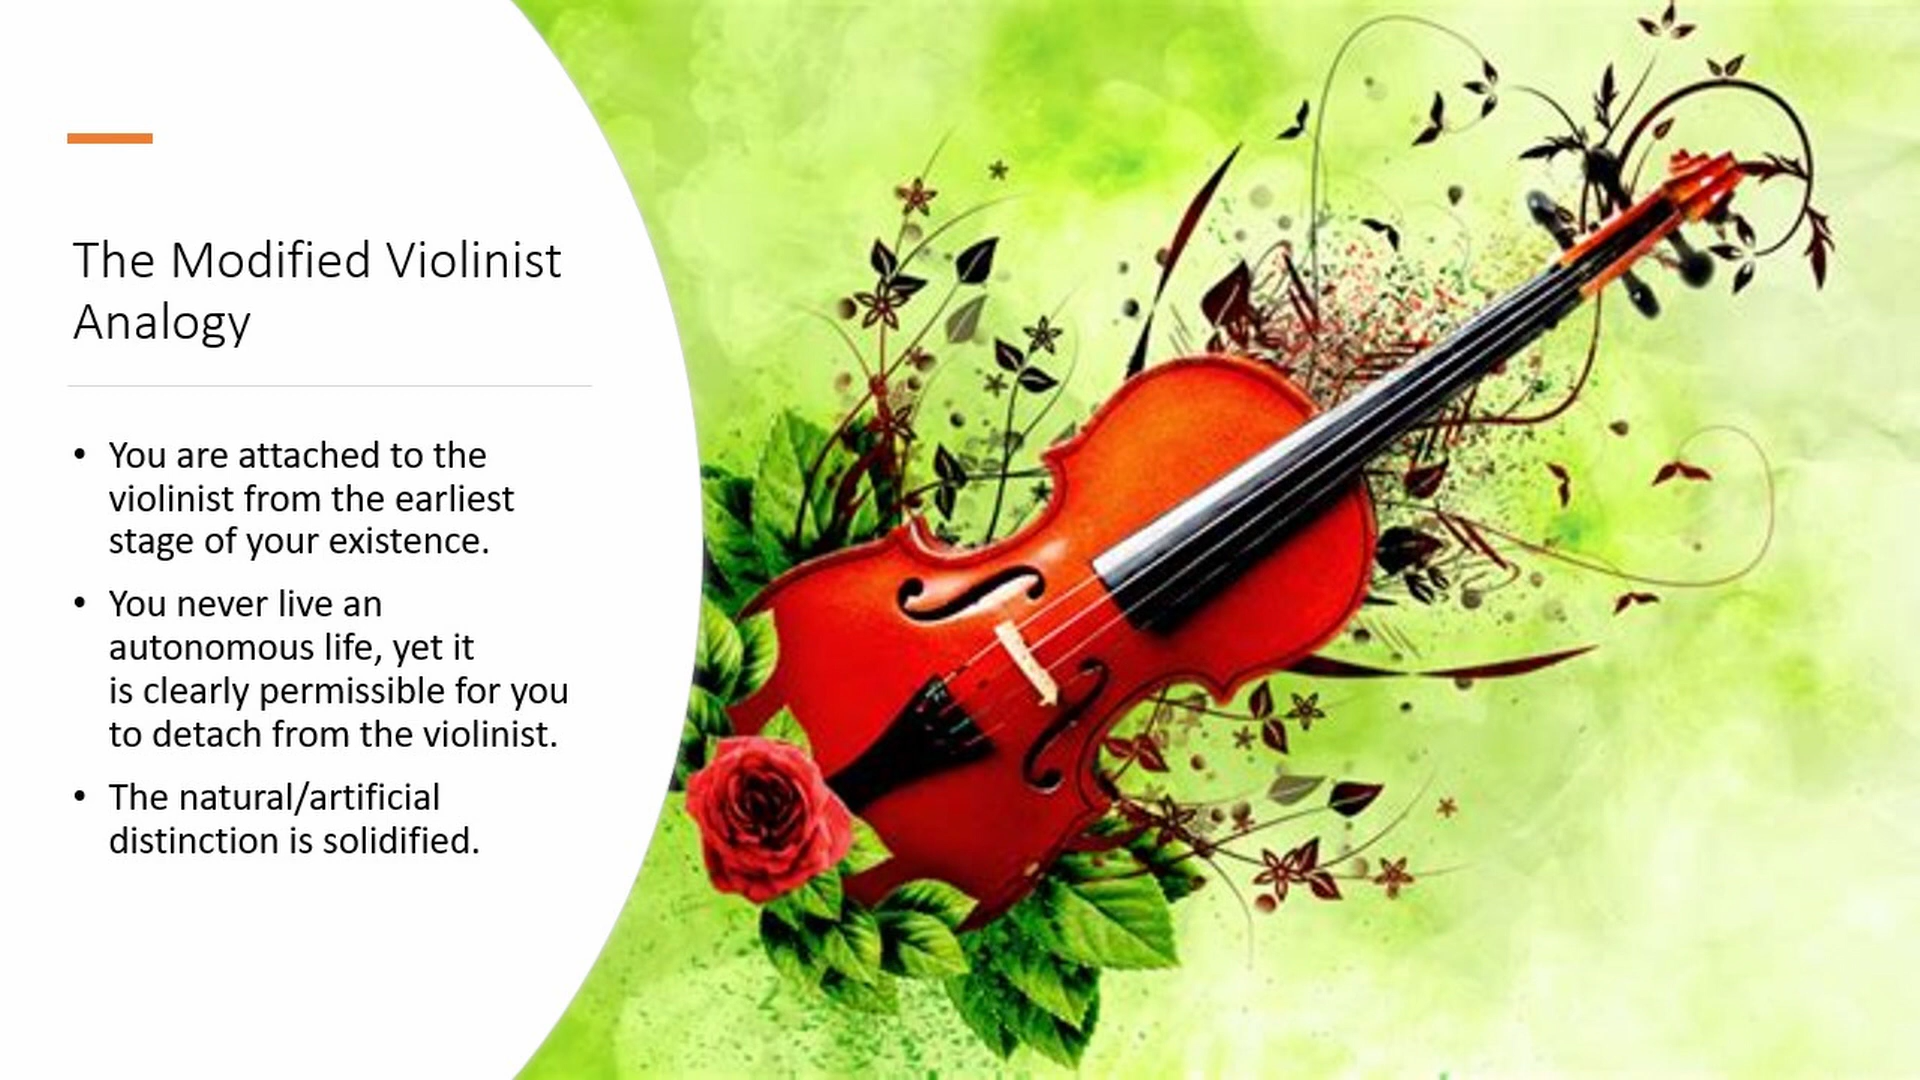 The Modified Violinist
Analogy
• You are attached to the
violinist from the earliest
stage of your existence.
• You never live an
autonomous life, yet it
is clearly permissible for you
to detach from the violinist.
• The natural/artificial
distinction is solidified.